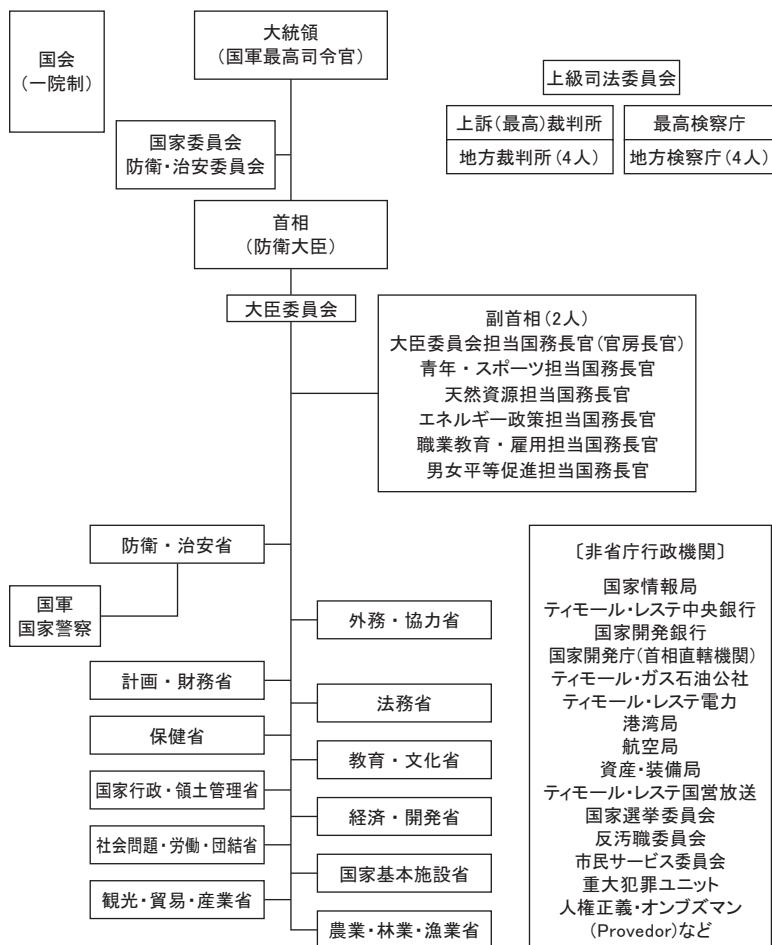 国会
(一院制)
大統領
(国軍最高司令官)
上級司法委員会
上訴(最高)裁判所
地方裁判所(4人)
最高検察庁
地方検察庁(4人)
国家委員会
防衛・治安委員会
首相
(防衛大臣)
大臣委員会
副首相(2人)
大臣委員会担当国務長官(官房長官)
青年・スポーツ担当国務長官
天然資源担当国務長官
エネルギー政策担当国務長官
職業教育・雇用担当国務長官
男女平等促進担当国務長官
防衛・治安省
国軍
国家警察
外務・協力省
計画・財務省
法務省
保健省
教育・文化省
国家行政・領土管理省
経済・開発省
社会問題・労働・団結省
国家基本施設省
観光・貿易・産業省
農業・林業・漁業省
〔非省庁行政機関〕
国家情報局
ティモール・レステ中央銀行
国家開発銀行
国家開発庁(首相直轄機関)
ティモール・ガス石油公社
ティモール・レステ電力
港湾局
航空局
資産・装備局
ティモール・レステ国営放送
国家選挙委員会
反汚職委員会
市民サービス委員会
重大犯罪ユニット
人権正義・オンブズマン
(Provedor)など